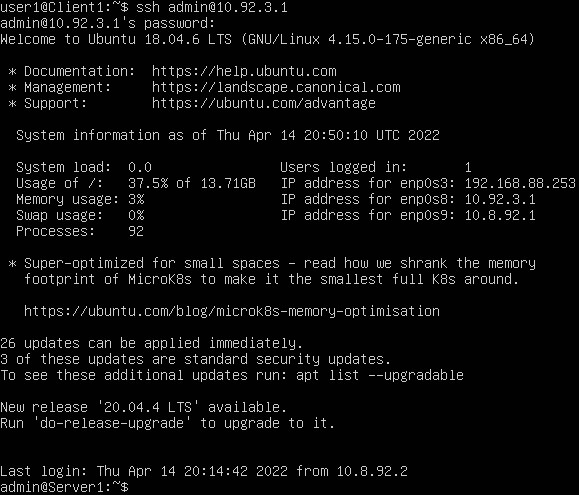 user1@Client1:~$ ssh admin@10.92.3.1
admin@10.92.3.1's password:
Welcome to Ubuntu 18.04.6 LTS (GNU/Linux 4.15.0-175-generic x86_64)
* Documentation:  https://help.ubuntu.com
* Management:     https://landscape.canonical.com
* Support:        https://ubuntu.com/advantage
System information as of Thu Apr 14 20:50:10 UTC 2022
System load:  0.0               Users logged in:       1
Usage of /:   37.5% of 13.71GB  IP address for enp0s3: 192.168.88.253
Memory usage: 3%                IP address for enp0s8: 10.92.3.1
Swap usage:   0%                IP address for enp0s9: 10.8.92.1
Processes:    92
* Super-optimized for small spaces - read how we shrank the memory
footprint of MicroK8s to make it the smallest full K8s around.
https://ubuntu.com/blog/microk8s-memory-optimisation
26 updates can be applied immediately.
3 of these updates are standard security updates.
To see these additional updates run: apt list --upgradable
New release '20.04.4 LTS' available.
Run 'do-release-upgrade' to upgrade to it.
Last login: Thu Apr 14 20:14:42 2022 from 10.8.92.2
admin@Server1:~$